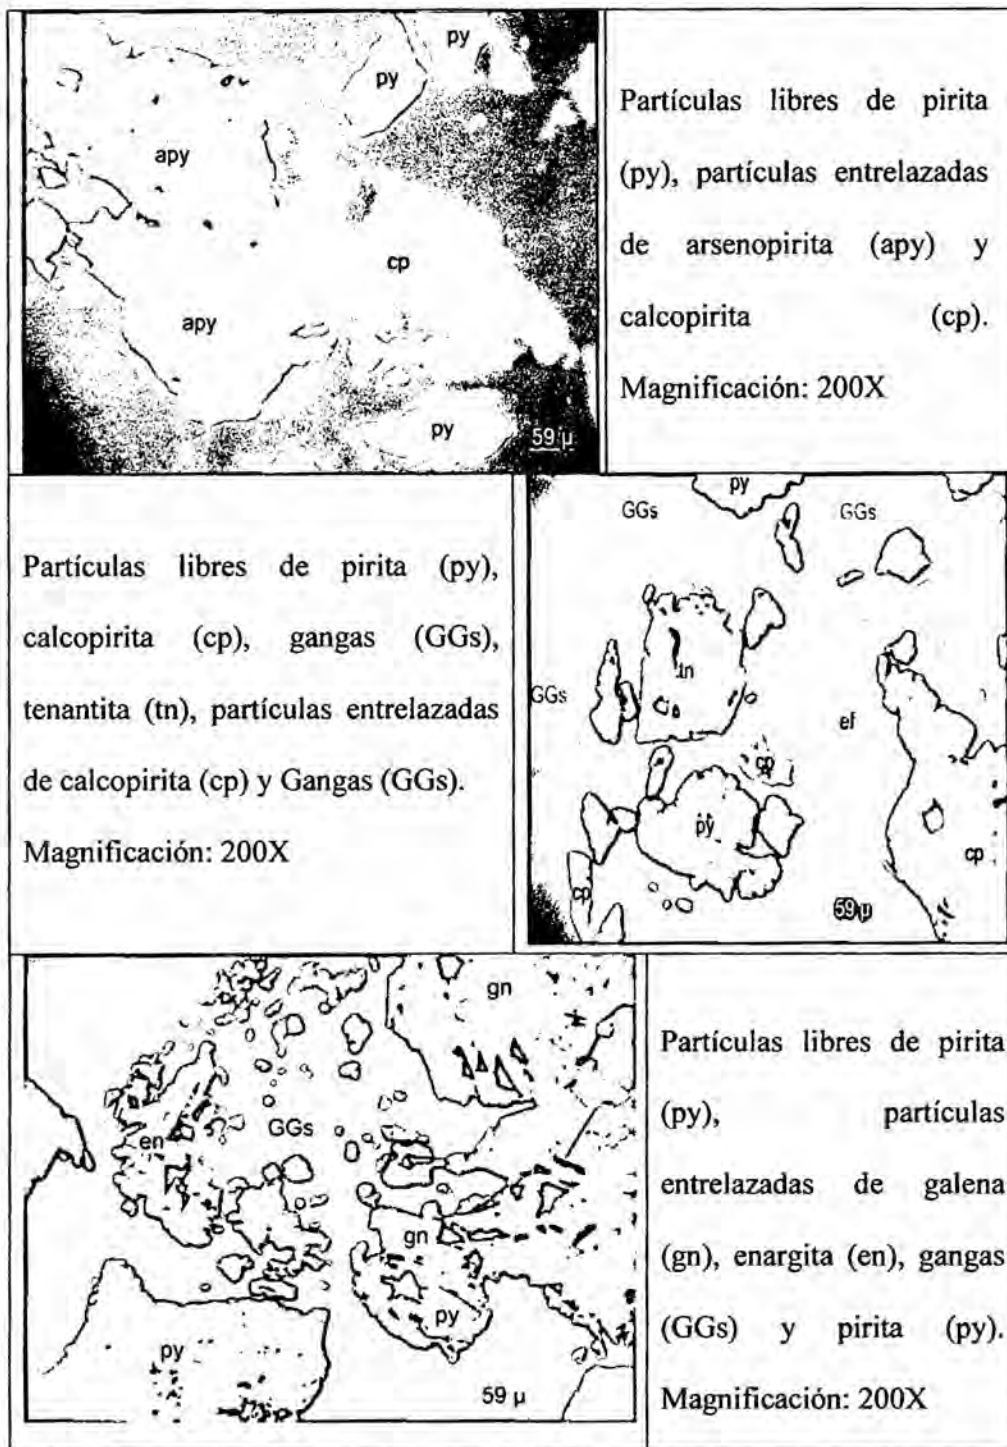 py
py
apy
cp
apy
py
59 µ
Partículas libres de pirita
(py), partículas entrelazadas
de arsenopirita (apy) y
calcopirita (cp).
Magnificación: 200X
Partículas libres de pirita (py),
calcopirita (cp), gangas (GGs),
tenantita (tn), partículas entrelazadas
de calcopirita (cp) y Gangas (GGs).
Magnificación: 200X
py
GGs
GGs
tn
GGs
ef
cp
py
cp
cp
59 µ
gn
en
GGs
gn
py
py
59 µ
Partículas libres de pirita
(py), partículas
entrelazadas de galena
(gn), enargita (en), gangas
(GGs) y pirita (py).
Magnificación: 200X